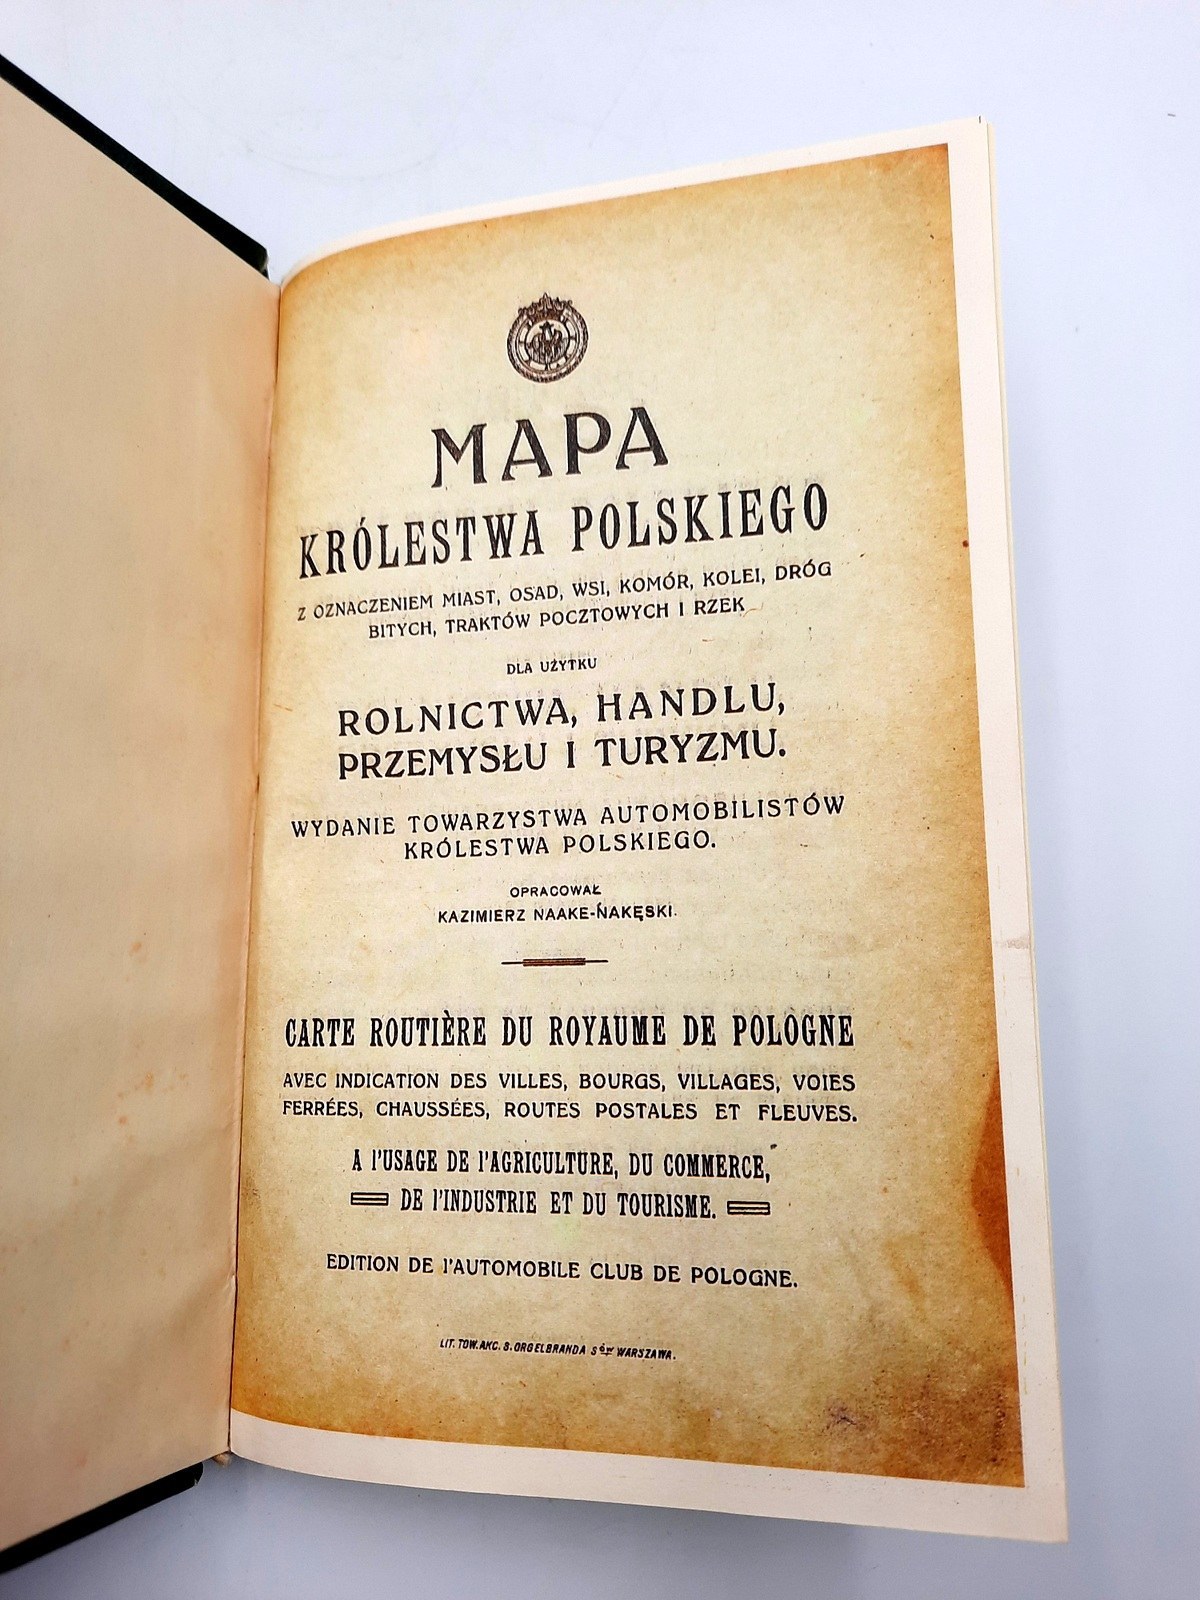 MAPA
KRÓLESTWA POLSKIEGO
Z OZNACZENIEM MIAST, OSAD, WSI, KOMÓR, KOLEI, DRÓG
BITYCH, TRAKTÓW POCZTOWYCH I RZEK
DLA UŻYTKU
ROLNICTWA, HANDLU,
PRZEMYSŁU I TURYZMU.
WYDANIE TOWARZYSTWA AUTOMOBILISTÓW
KRÓLESTWA POLSKIEGO.
OPRACOWAŁ
KAZIMIERZ NAAKE-NAKĘSKI.
CARTE ROUTIÈRE DU ROYAUME DE POLOGNE
AVEC INDICATION DES VILLES, BOURGS, VILLAGES, VOIES
FERRÉES, CHAUSSÉES, ROUTES POSTALES ET FLEUVES.
A l'USAGE DE l'AGRICULTURE, DU COMMERCE,
DE l'INDUSTRIE ET DU TOURISME.
EDITION DE l'AUTOMOBILE CLUB DE POLOGNE.
LIT. TOW. AKC. S. ORGELBRANDA Sów WARSZAWA.